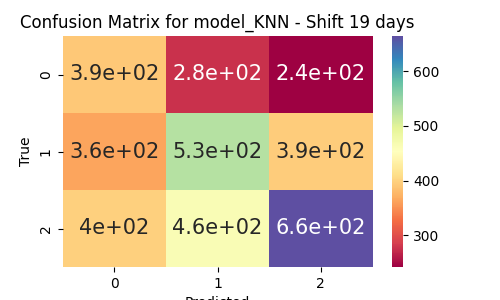 Confusion Matrix for model_KNN - Shift 19 days
0 3.9e+02 2.8e+02 2.4e+02
1 3.6e+02 5.3e+02 3.9e+02
2 4e+02 4.6e+02 6.6e+02
True
0 1 2
Predicted
600
500
400
300